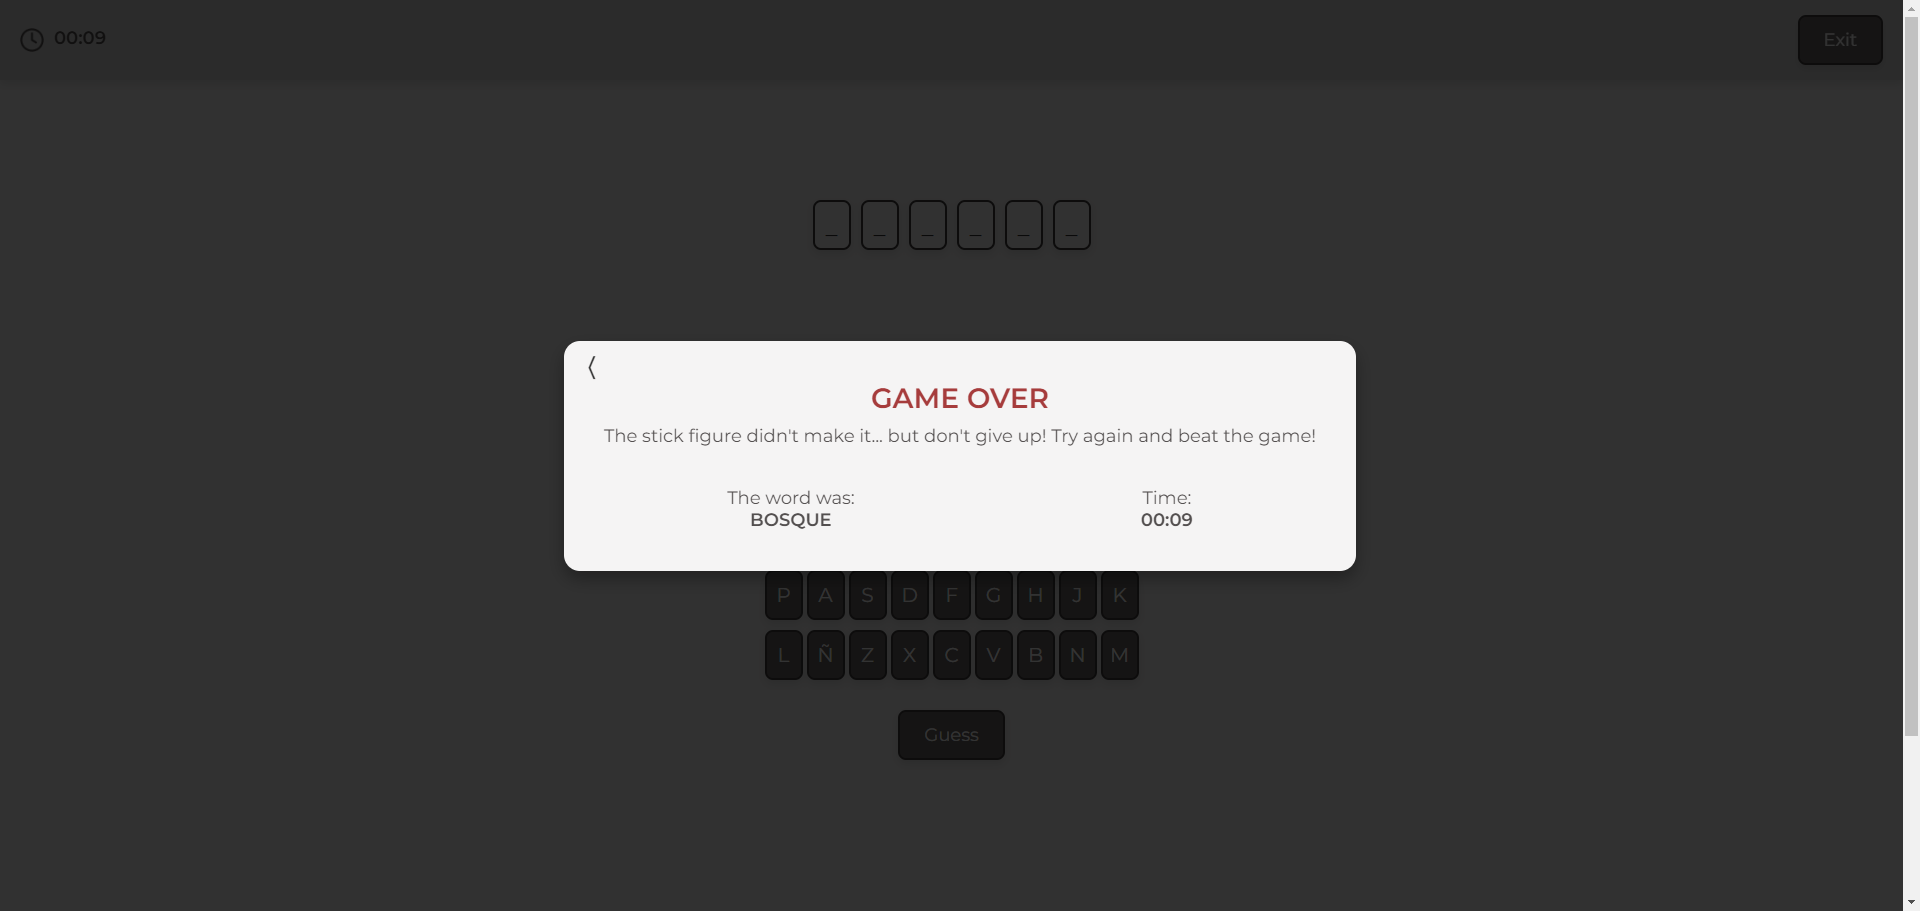 00:09
Exit
_ _ _ _ _ _
⟨
GAME OVER
The stick figure didn't make it... but don't give up! Try again and beat the game!
The word was:
BOSQUE
Time:
00:09
P A S D F G H J K
L Ñ Z X C V B N M
Guess